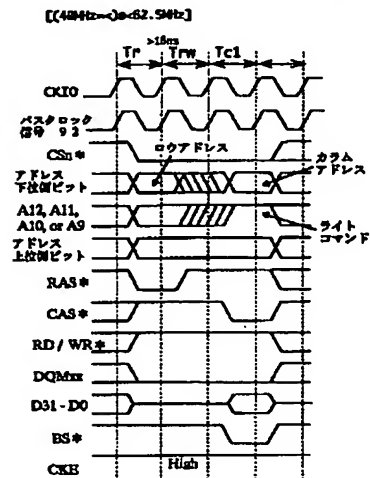 [(40MHz=<)⌀<62.5MHz]
>16ns
Tr Trw Tc1
CKIO
バスクロック
信号 92
CSn*
ロウアドレス
カラム
アドレス
アドレス
下位側ビット
A12, A11,
A10, or A9
ライト
コマンド
アドレス
上位側ビット
RAS*
CAS*
RD / WR*
DQMxx
D31 - D0
BS*
High
CKE